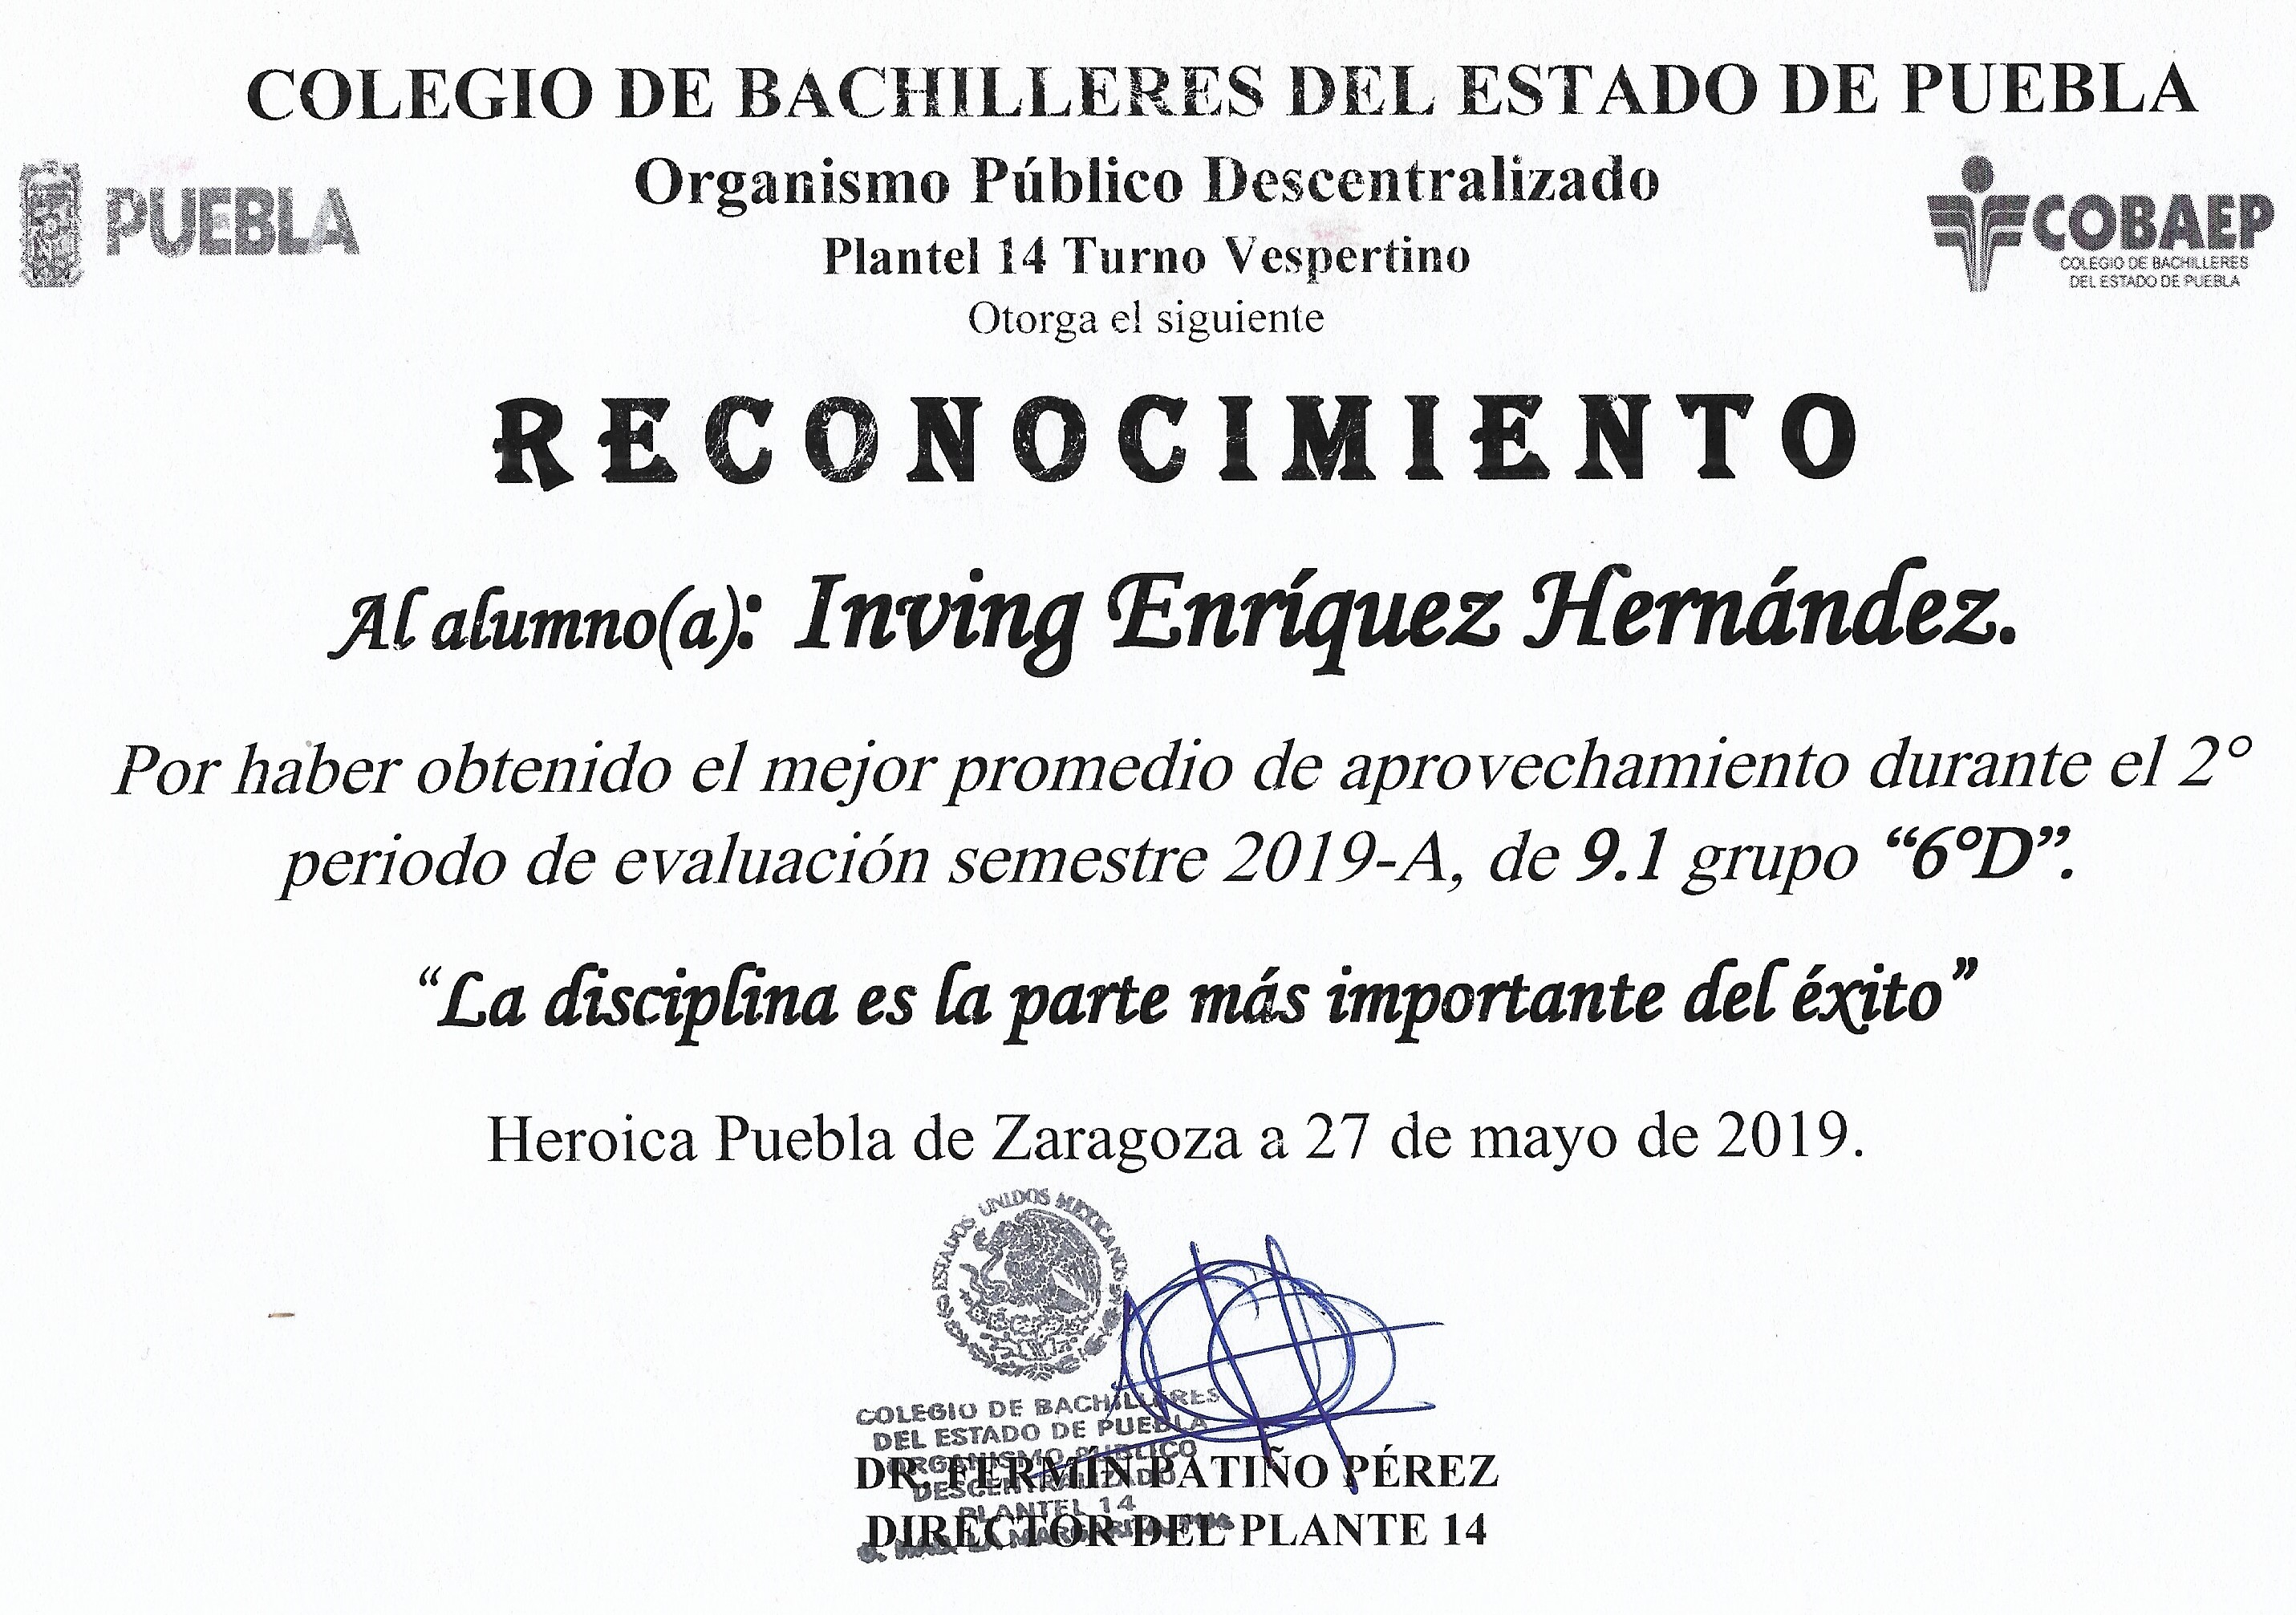 COLEGIO DE BACHILLERES DEL ESTADO DE PUEBLA
Organismo Público Descentralizado
PUEBLA
COBAEP
COLEGIO DE BACHILLERES
DEL ESTADO DE PUEBLA
Plantel 14 Turno Vespertino
Otorga el siguiente
RECONOCIMIENTO
Al alumno(a): Inving Enríquez Hernández.
Por haber obtenido el mejor promedio de aprovechamiento durante el 2°
periodo de evaluación semestre 2019-A, de 9.1 grupo “6°D”.
“La disciplina es la parte más importante del éxito”
Heroica Puebla de Zaragoza a 27 de mayo de 2019.
ESTADOS UNIDOS MEXICANOS
COLEGIO DE BACHILLERES
DEL ESTADO DE PUEBLA
ORGANISMO PUBLICO
DESCENTRALIZADO
PLANTEL 14
DR. FERMÍN PATIÑO PÉREZ
DIRECTOR DEL PLANTE 14